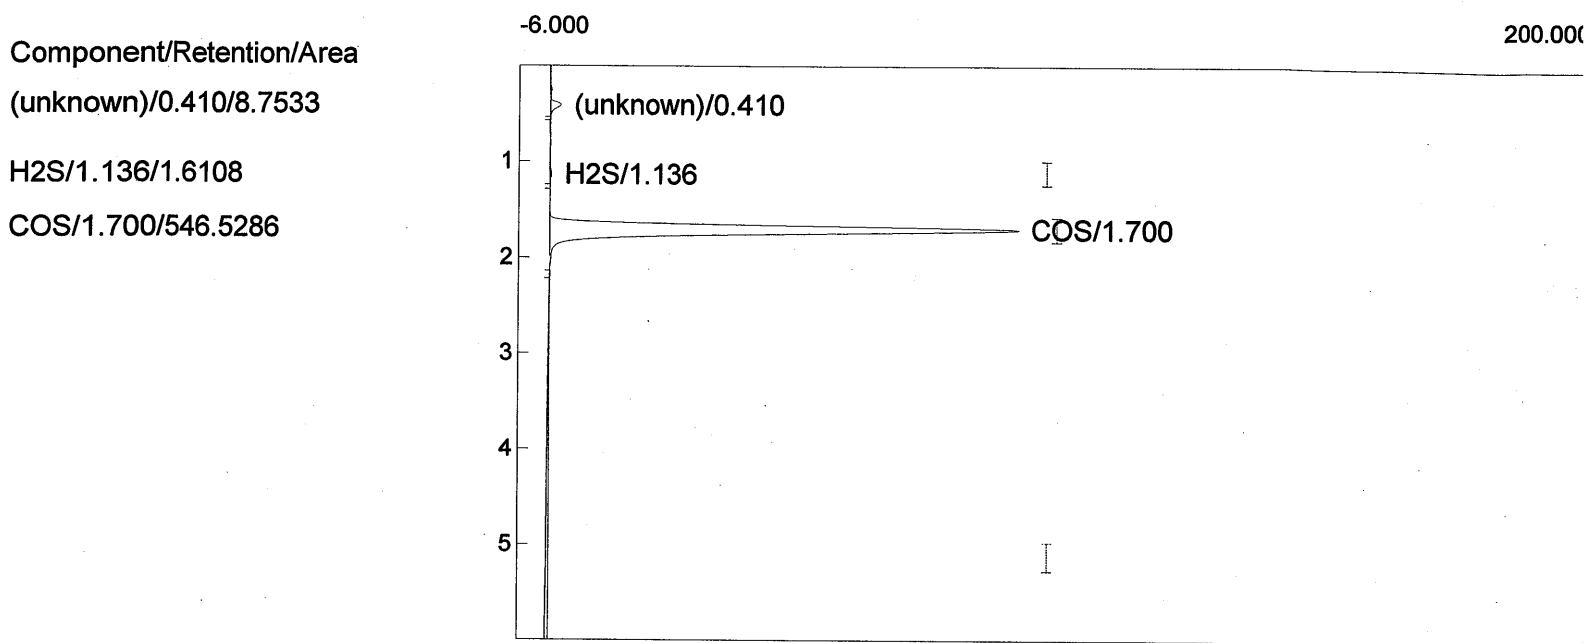 -6.000
200.000
Component/Retention/Area
(unknown)/0.410/8.7533
(unknown)/0.410
H2S/1.136/1.6108
1
H2S/1.136
COS/1.700/546.5286
COS/1.700
2
3
4
5